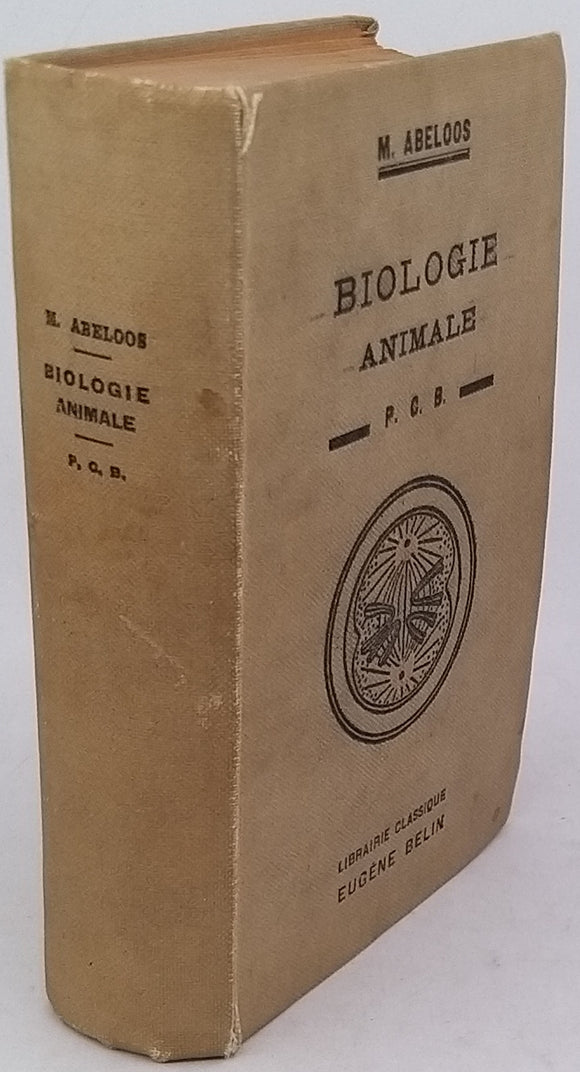 M. ABELOOS
BIOLOGIE
ANIMALE
P. C. B.
M. ABELOOS
BIOLOGIE
ANIMALE
P. C. B.
LIBRAIRIE CLASSIQUE
EUGÈNE BELIN